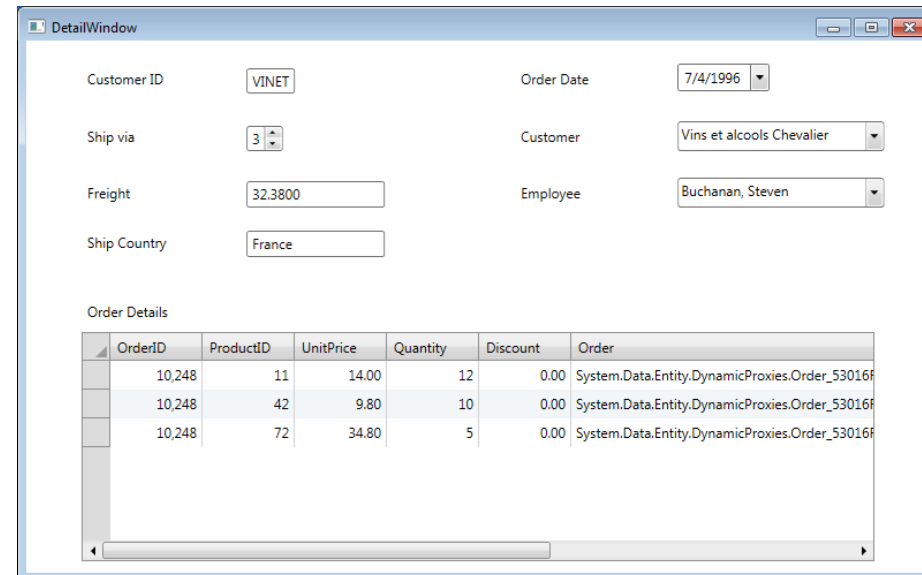 DetailWindow
Customer ID VINET Order Date 7/4/1996
Ship via 3 Customer Vins et alcools Chevalier
Freight 32.3800 Employee Buchanan, Steven
Ship Country France
Order Details
OrderID ProductID UnitPrice Quantity Discount Order
10,248 11 14.00 12 0.00 System.Data.Entity.DynamicProxies.Order_53016F
10,248 42 9.80 10 0.00 System.Data.Entity.DynamicProxies.Order_53016F
10,248 72 34.80 5 0.00 System.Data.Entity.DynamicProxies.Order_53016F